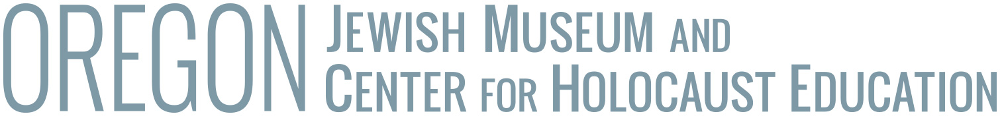 OREGON
JEWISH MUSEUM AND
CENTER FOR HOLOCAUST EDUCATION